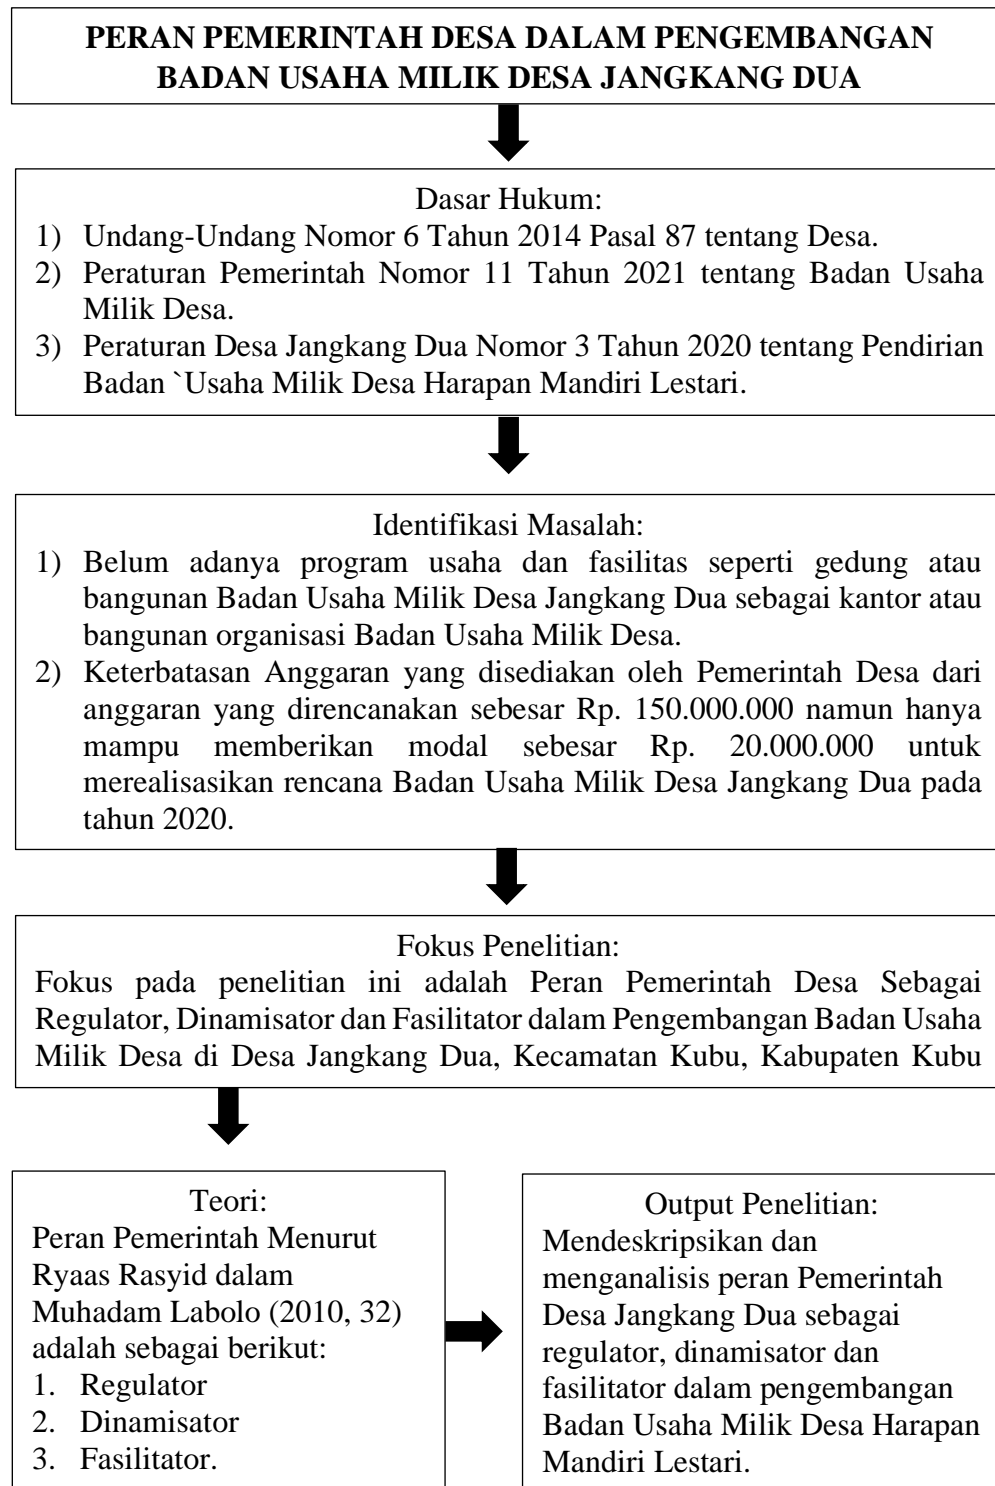 PERAN PEMERINTAH DESA DALAM PENGEMBANGAN
BADAN USAHA MILIK DESA JANGKANG DUA
Dasar Hukum:
1) Undang-Undang Nomor 6 Tahun 2014 Pasal 87 tentang Desa.
2) Peraturan Pemerintah Nomor 11 Tahun 2021 tentang Badan Usaha
Milik Desa.
3) Peraturan Desa Jangkang Dua Nomor 3 Tahun 2020 tentang Pendirian
Badan `Usaha Milik Desa Harapan Mandiri Lestari.
Identifikasi Masalah:
1) Belum adanya program usaha dan fasilitas seperti gedung atau
bangunan Badan Usaha Milik Desa Jangkang Dua sebagai kantor atau
bangunan organisasi Badan Usaha Milik Desa.
2) Keterbatasan Anggaran yang disediakan oleh Pemerintah Desa dari
anggaran yang direncanakan sebesar Rp. 150.000.000 namun hanya
mampu memberikan modal sebesar Rp. 20.000.000 untuk
merealisasikan rencana Badan Usaha Milik Desa Jangkang Dua pada
tahun 2020.
Fokus Penelitian:
Fokus pada penelitian ini adalah Peran Pemerintah Desa Sebagai
Regulator, Dinamisator dan Fasilitator dalam Pengembangan Badan Usaha
Milik Desa di Desa Jangkang Dua, Kecamatan Kubu, Kabupaten Kubu
Teori:
Peran Pemerintah Menurut
Ryaas Rasyid dalam
Muhadam Labolo (2010, 32)
adalah sebagai berikut:
1. Regulator
2. Dinamisator
3. Fasilitator.
Output Penelitian:
Mendeskripsikan dan
menganalisis peran Pemerintah
Desa Jangkang Dua sebagai
regulator, dinamisator dan
fasilitator dalam pengembangan
Badan Usaha Milik Desa Harapan
Mandiri Lestari.